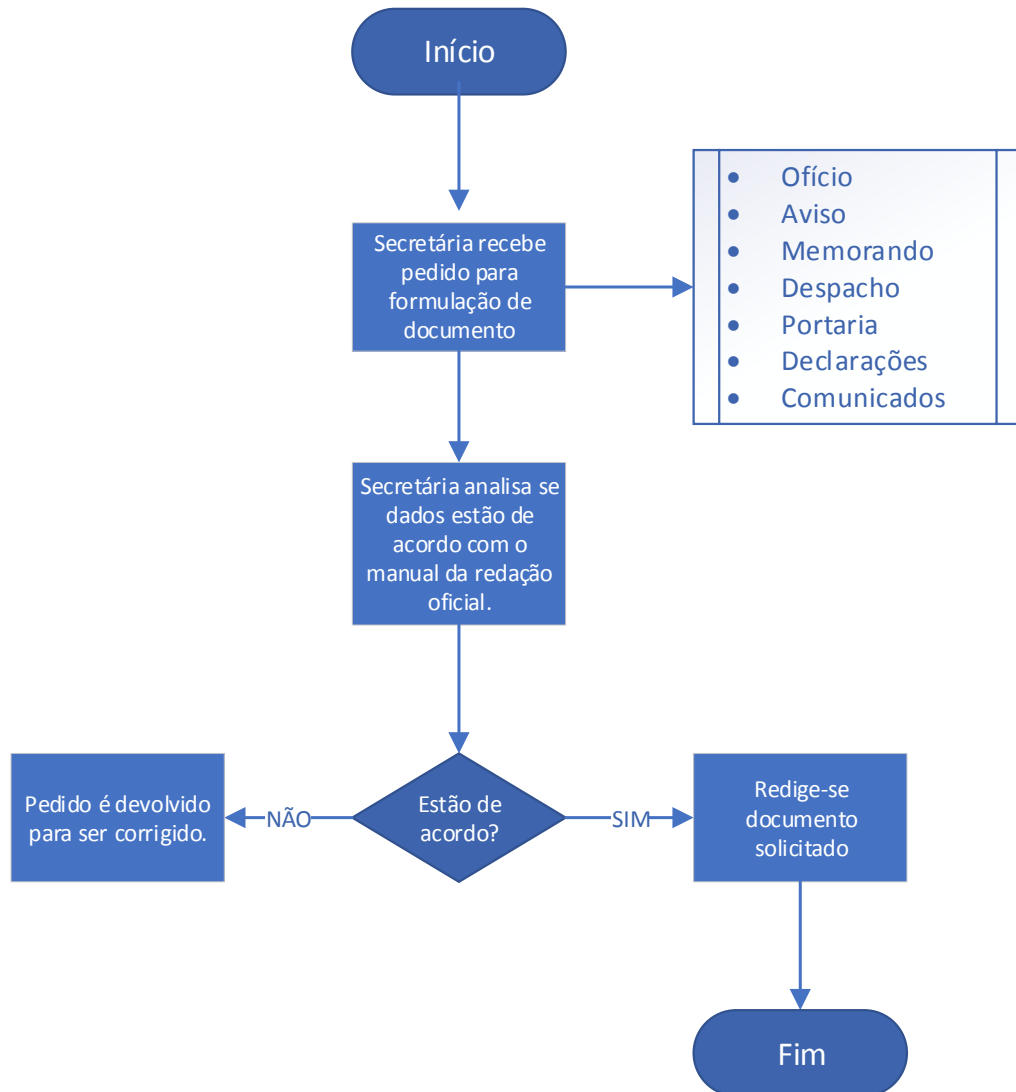 Início
Secretária recebe
pedido para
formulação de
documento
• Ofício
• Aviso
• Memorando
• Despacho
• Portaria
• Declarações
• Comunicados
Secretária analisa se
dados estão de
acordo com o
manual da redação
oficial.
Estão de
acordo?
NÃO
Pedido é devolvido
para ser corrigido.
SIM
Redige-se
documento
solicitado
Fim